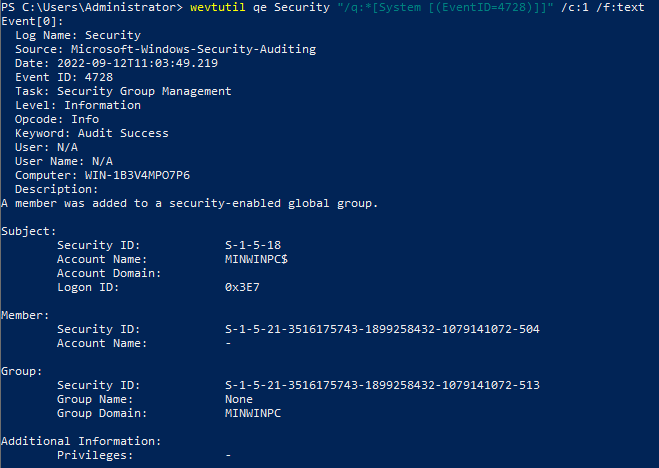 PS C:\Users\Administrator> wevtutil qe Security "/q:*[System [(EventID=4728)]]" /c:1 /f:text
Event[0]:
  Log Name: Security
  Source: Microsoft-Windows-Security-Auditing
  Date: 2022-09-12T11:03:49.219
  Event ID: 4728
  Task: Security Group Management
  Level: Information
  Opcode: Info
  Keyword: Audit Success
  User: N/A
  User Name: N/A
  Computer: WIN-1B3V4MPO7P6
  Description:
A member was added to a security-enabled global group.

Subject:
        Security ID:            S-1-5-18
        Account Name:           MINWINPC$
        Account Domain:
        Logon ID:               0x3E7

Member:
        Security ID:            S-1-5-21-3516175743-1899258432-1079141072-504
        Account Name:           -

Group:
        Security ID:            S-1-5-21-3516175743-1899258432-1079141072-513
        Group Name:             None
        Group Domain:           MINWINPC

Additional Information:
        Privileges:             -